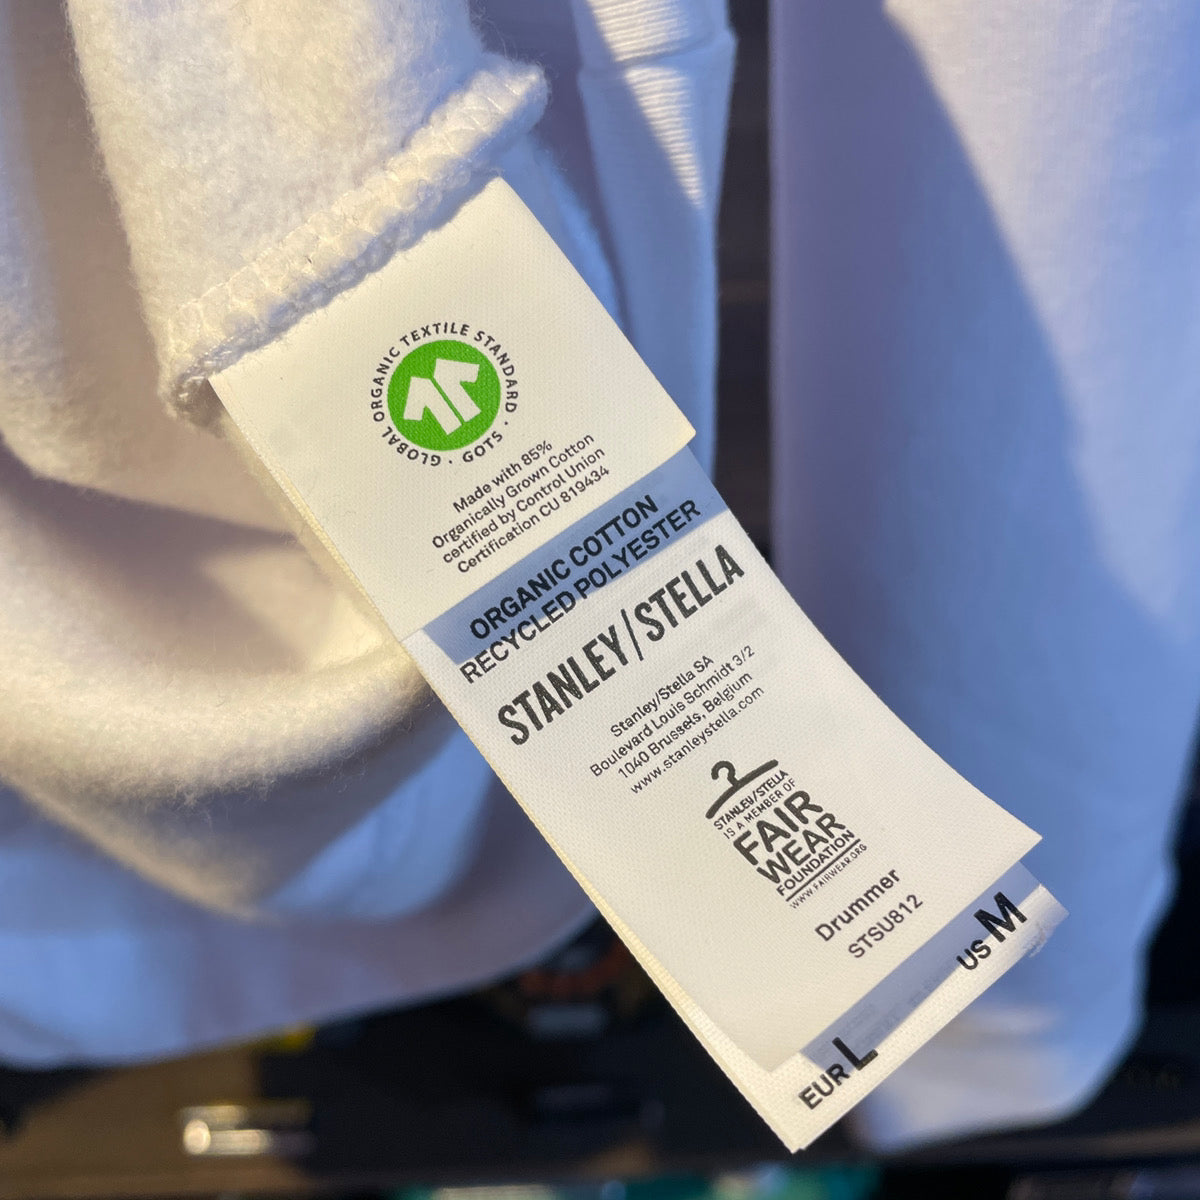 GLOBAL ORGANIC TEXTILE STANDARD · GOTS ·
Made with 85%
Organically Grown Cotton
certified by Control Union
Certification CU 819434
ORGANIC COTTON
RECYCLED POLYESTER
STANLEY/STELLA
Stanley/Stella SA
Boulevard Louis Schmidt 3/2
1040 Brussels, Belgium
www.stanleystella.com
STANLEY/STELLA
IS A MEMBER OF
FAIR
WEAR
FOUNDATION
WWW.FAIRWEAR.ORG
Drummer
STSU812
EUR L
US M